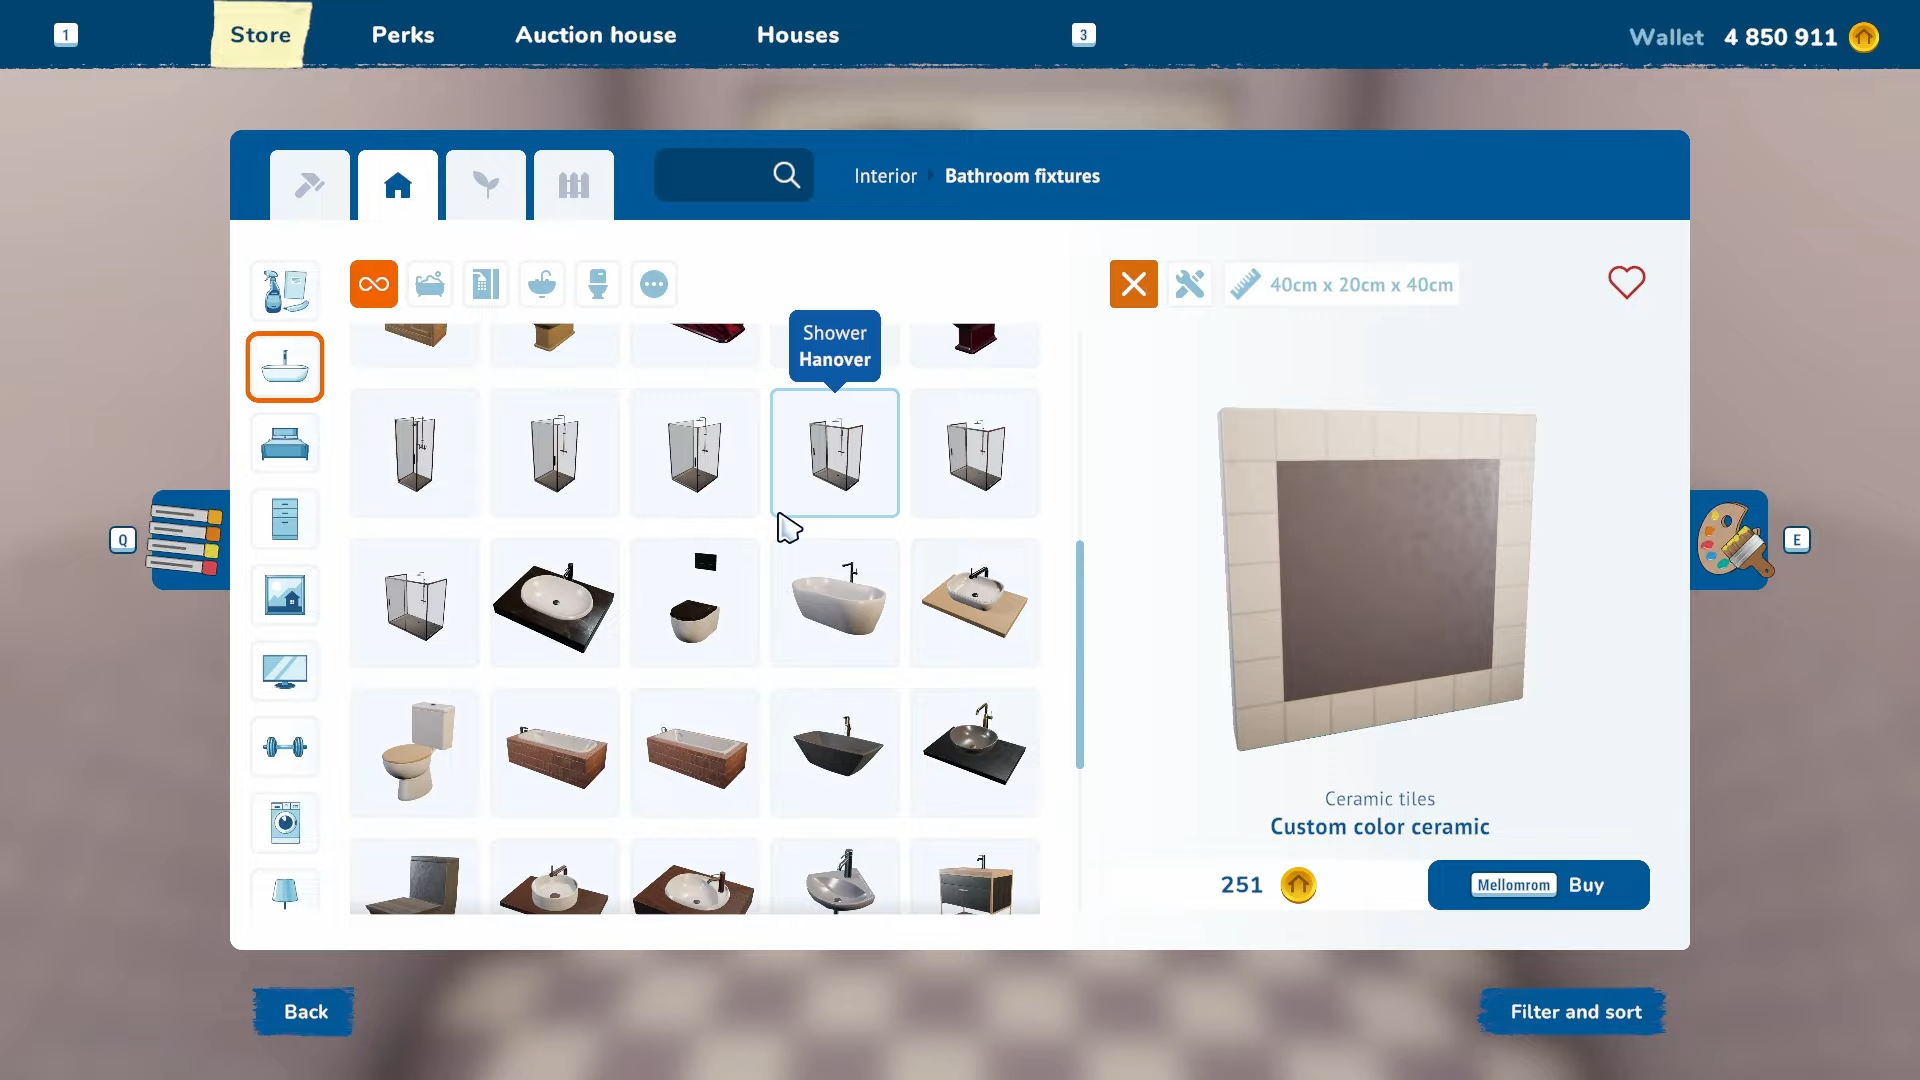 1
Store
Perks
Auction house
Houses
3
Wallet 4 850 911
Interior
Bathroom fixtures
40cm x 20cm x 40cm
Shower
Hanover
Q
E
Ceramic tiles
Custom color ceramic
251
Mellomrom Buy
Back
Filter and sort